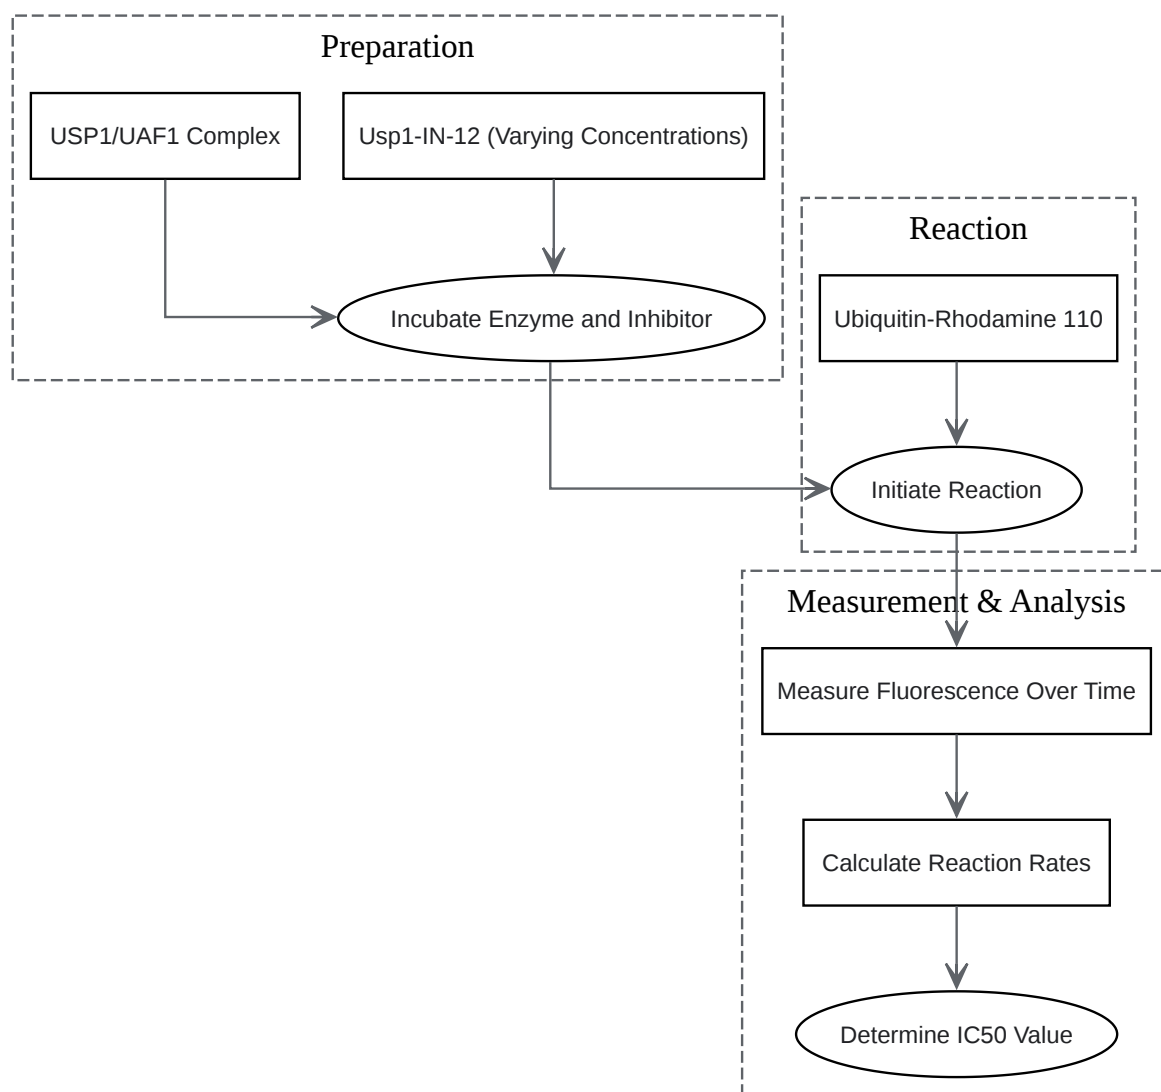 Preparation
USP1/UAF1 Complex
Usp1-IN-12 (Varying Concentrations)
Incubate Enzyme and Inhibitor
Reaction
Ubiquitin-Rhodamine 110
Initiate Reaction
Measurement & Analysis
Measure Fluorescence Over Time
Calculate Reaction Rates
Determine IC50 Value